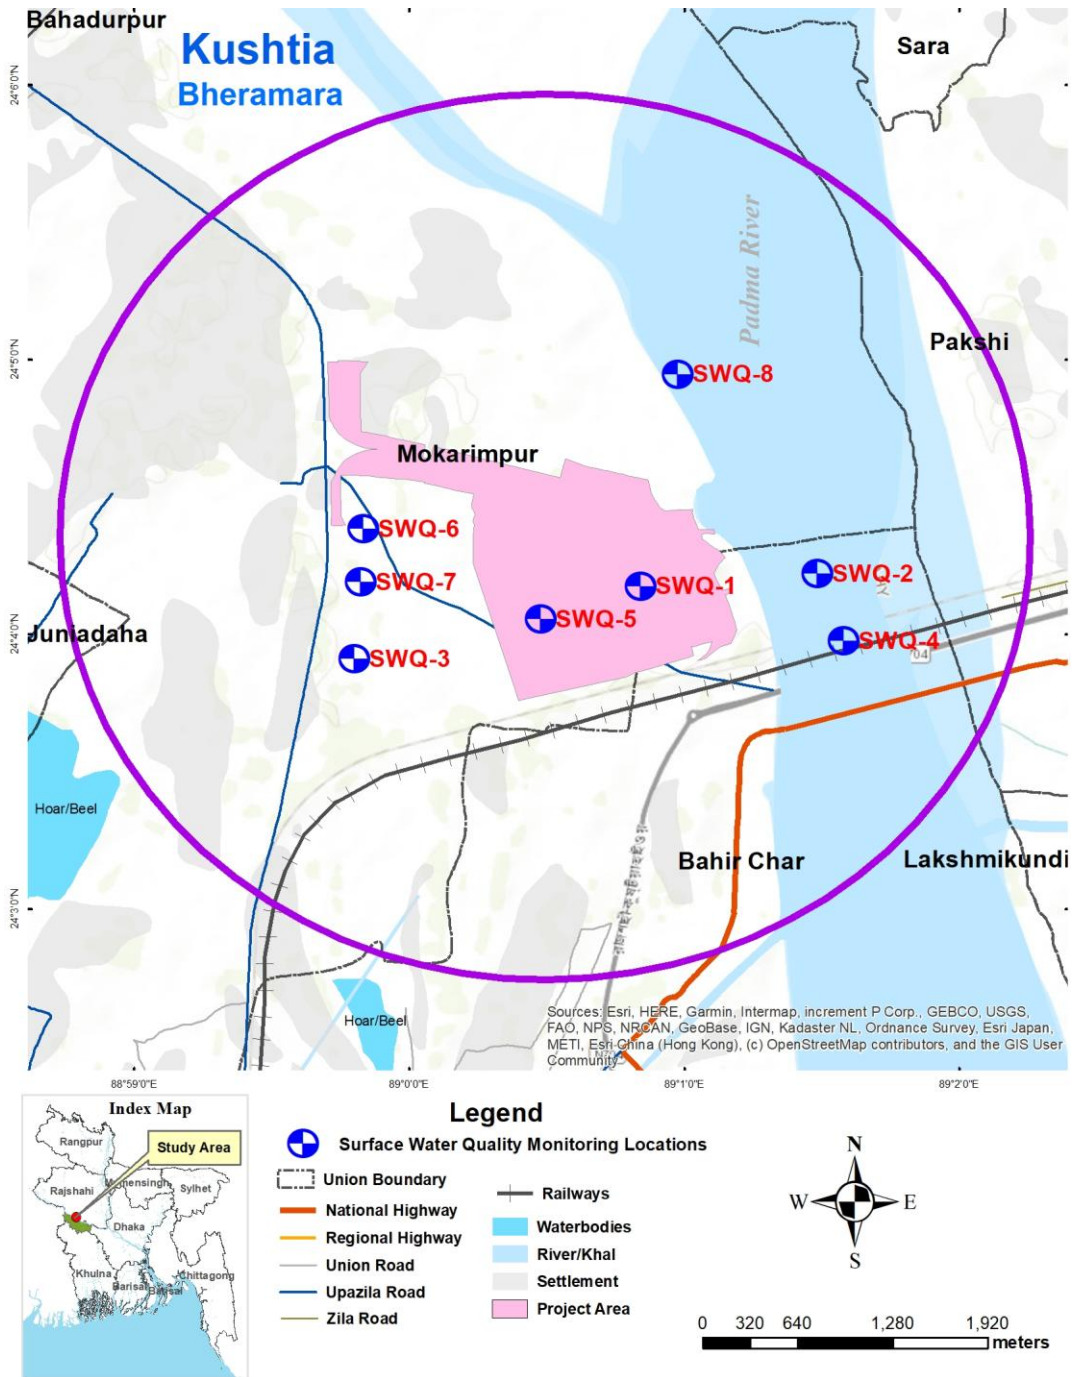 Bahadurpur
Kushtia
Bheramara
Sara
24°6'0"N
Padma River
24°5'0"N
Pakshi
SWQ-8
Mokarimpur
SWQ-6
SWQ-7
SWQ-1
SWQ-2
SWQ-5
24°4'0"N
Juniadaha
SWQ-3
SWQ-4
04
Hoar/Beel
Bahir Char
Lakshmikundi
24°3'0"N
Hoar/Beel
Sources: Esri, HERE, Garmin, Intermap, increment P Corp., GEBCO, USGS,
FAO, NPS, NRCAN, GeoBase, IGN, Kadaster NL, Ordnance Survey, Esri Japan,
METI, Esri China (Hong Kong), (c) OpenStreetMap contributors, and the GIS User
Community
88°59'0"E
89°0'0"E
89°1'0"E
89°2'0"E
Index Map
Study Area
Rangpur
Rajshahi
Sylhet
Dhaka
Khulna
Barisal
Chittagong
Legend
Surface Water Quality Monitoring Locations
Union Boundary
National Highway
Regional Highway
Union Road
Upazila Road
Zila Road
Railways
Waterbodies
River/Khal
Settlement
Project Area
N
W
E
S
0 320 640 1,280 1,920
meters